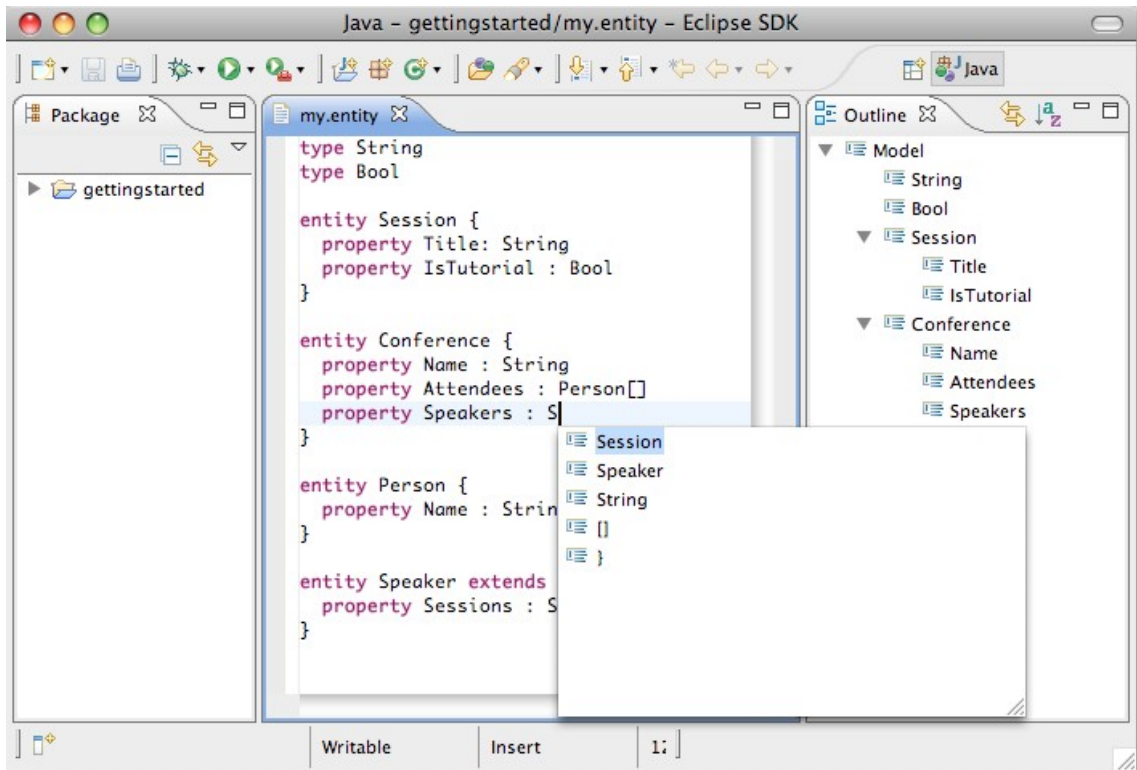 Java – gettingstarted/my.entity – Eclipse SDK
Java
Package
gettingstarted
my.entity
type String
type Bool
entity Session {
property Title: String
property IsTutorial : Bool
}
entity Conference {
property Name : String
property Attendees : Person[]
property Speakers : S
}
entity Person {
property Name : Strin
}
entity Speaker extends
property Sessions : S
}
Session
Speaker
String
[]
}
Outline
Model
String
Bool
Session
Title
IsTutorial
Conference
Name
Attendees
Speakers
Writable
Insert